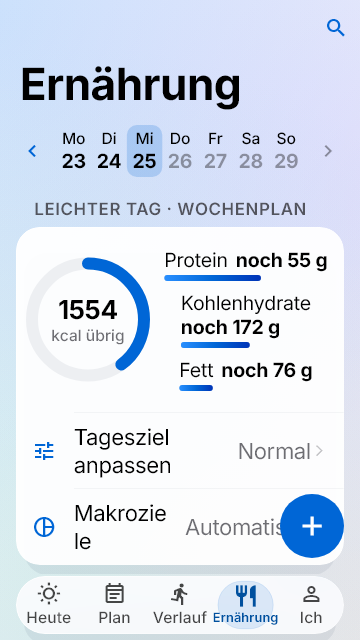 Ernährung
Mo Di Mi Do Fr Sa So
23 24 25 26 27 28 29
LEICHTER TAG · WOCHENPLAN
1554
kcal übrig
Protein noch 55 g
Kohlenhydrate
noch 172 g
Fett noch 76 g
Tagesziel
anpassen
Normal
Makrozie
le
Automatis
Heute Plan Verlauf Ernährung Ich